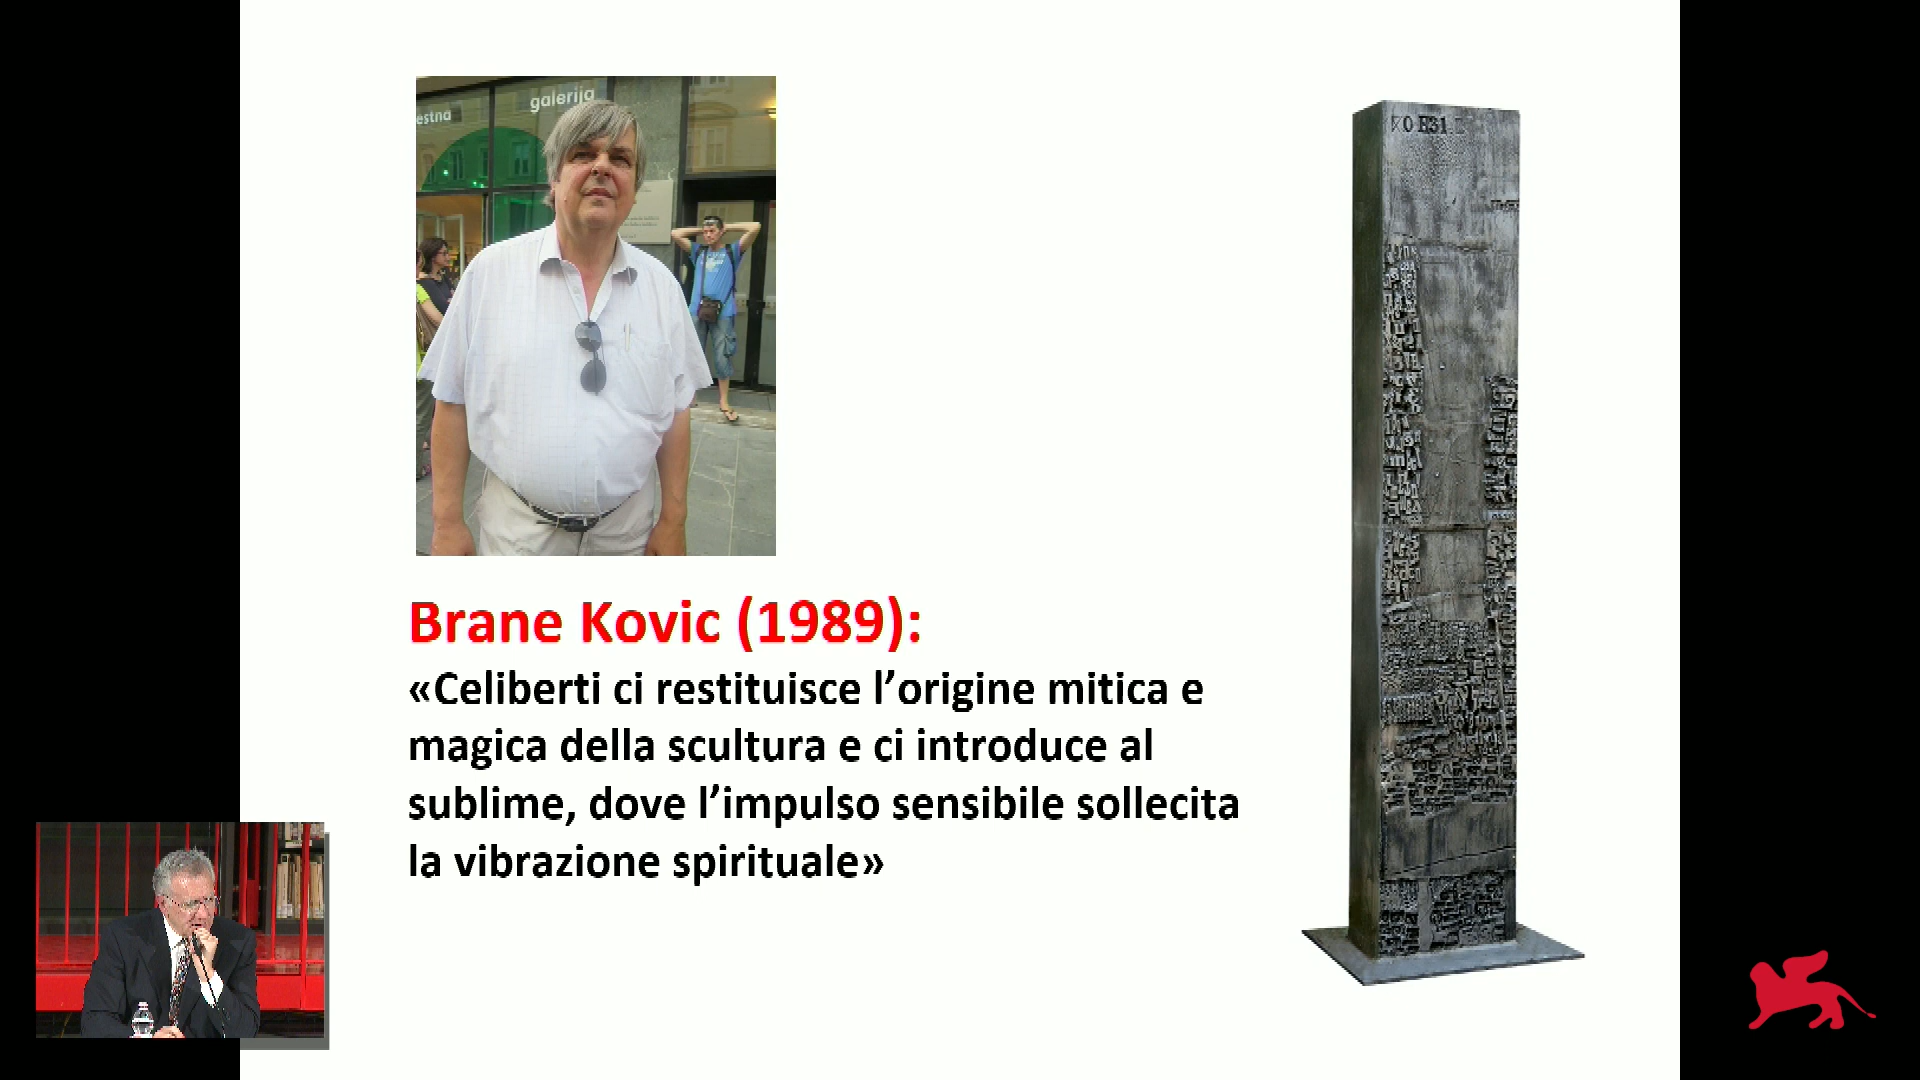 estna
galerija
Brane Kovic (1989):
«Celiberti ci restituisce l’origine mitica e
magica della scultura e ci introduce al
sublime, dove l’impulso sensibile sollecita
la vibrazione spirituale»